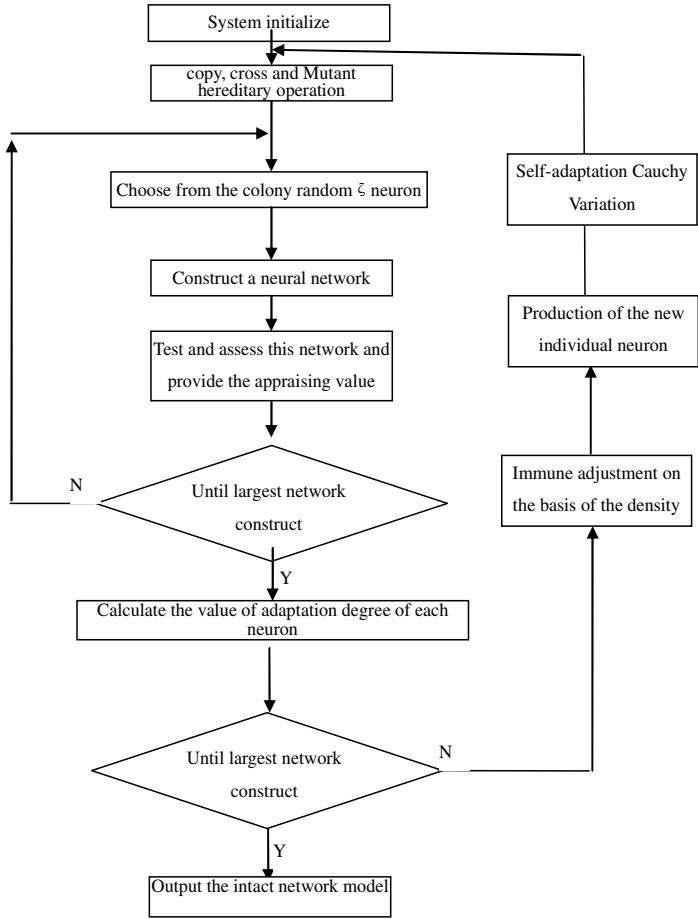 System initialize
copy, cross and Mutant
hereditary operation
Choose from the colony random ζ neuron
Construct a neural network
Test and assess this network and
provide the appraising value
N
Until largest network
construct
Y
Calculate the value of adaptation degree of each
neuron
Until largest network
construct
N
Y
Output the intact network model
Immune adjustment on
the basis of the density
Production of the new
individual neuron
Self-adaptation Cauchy
Variation